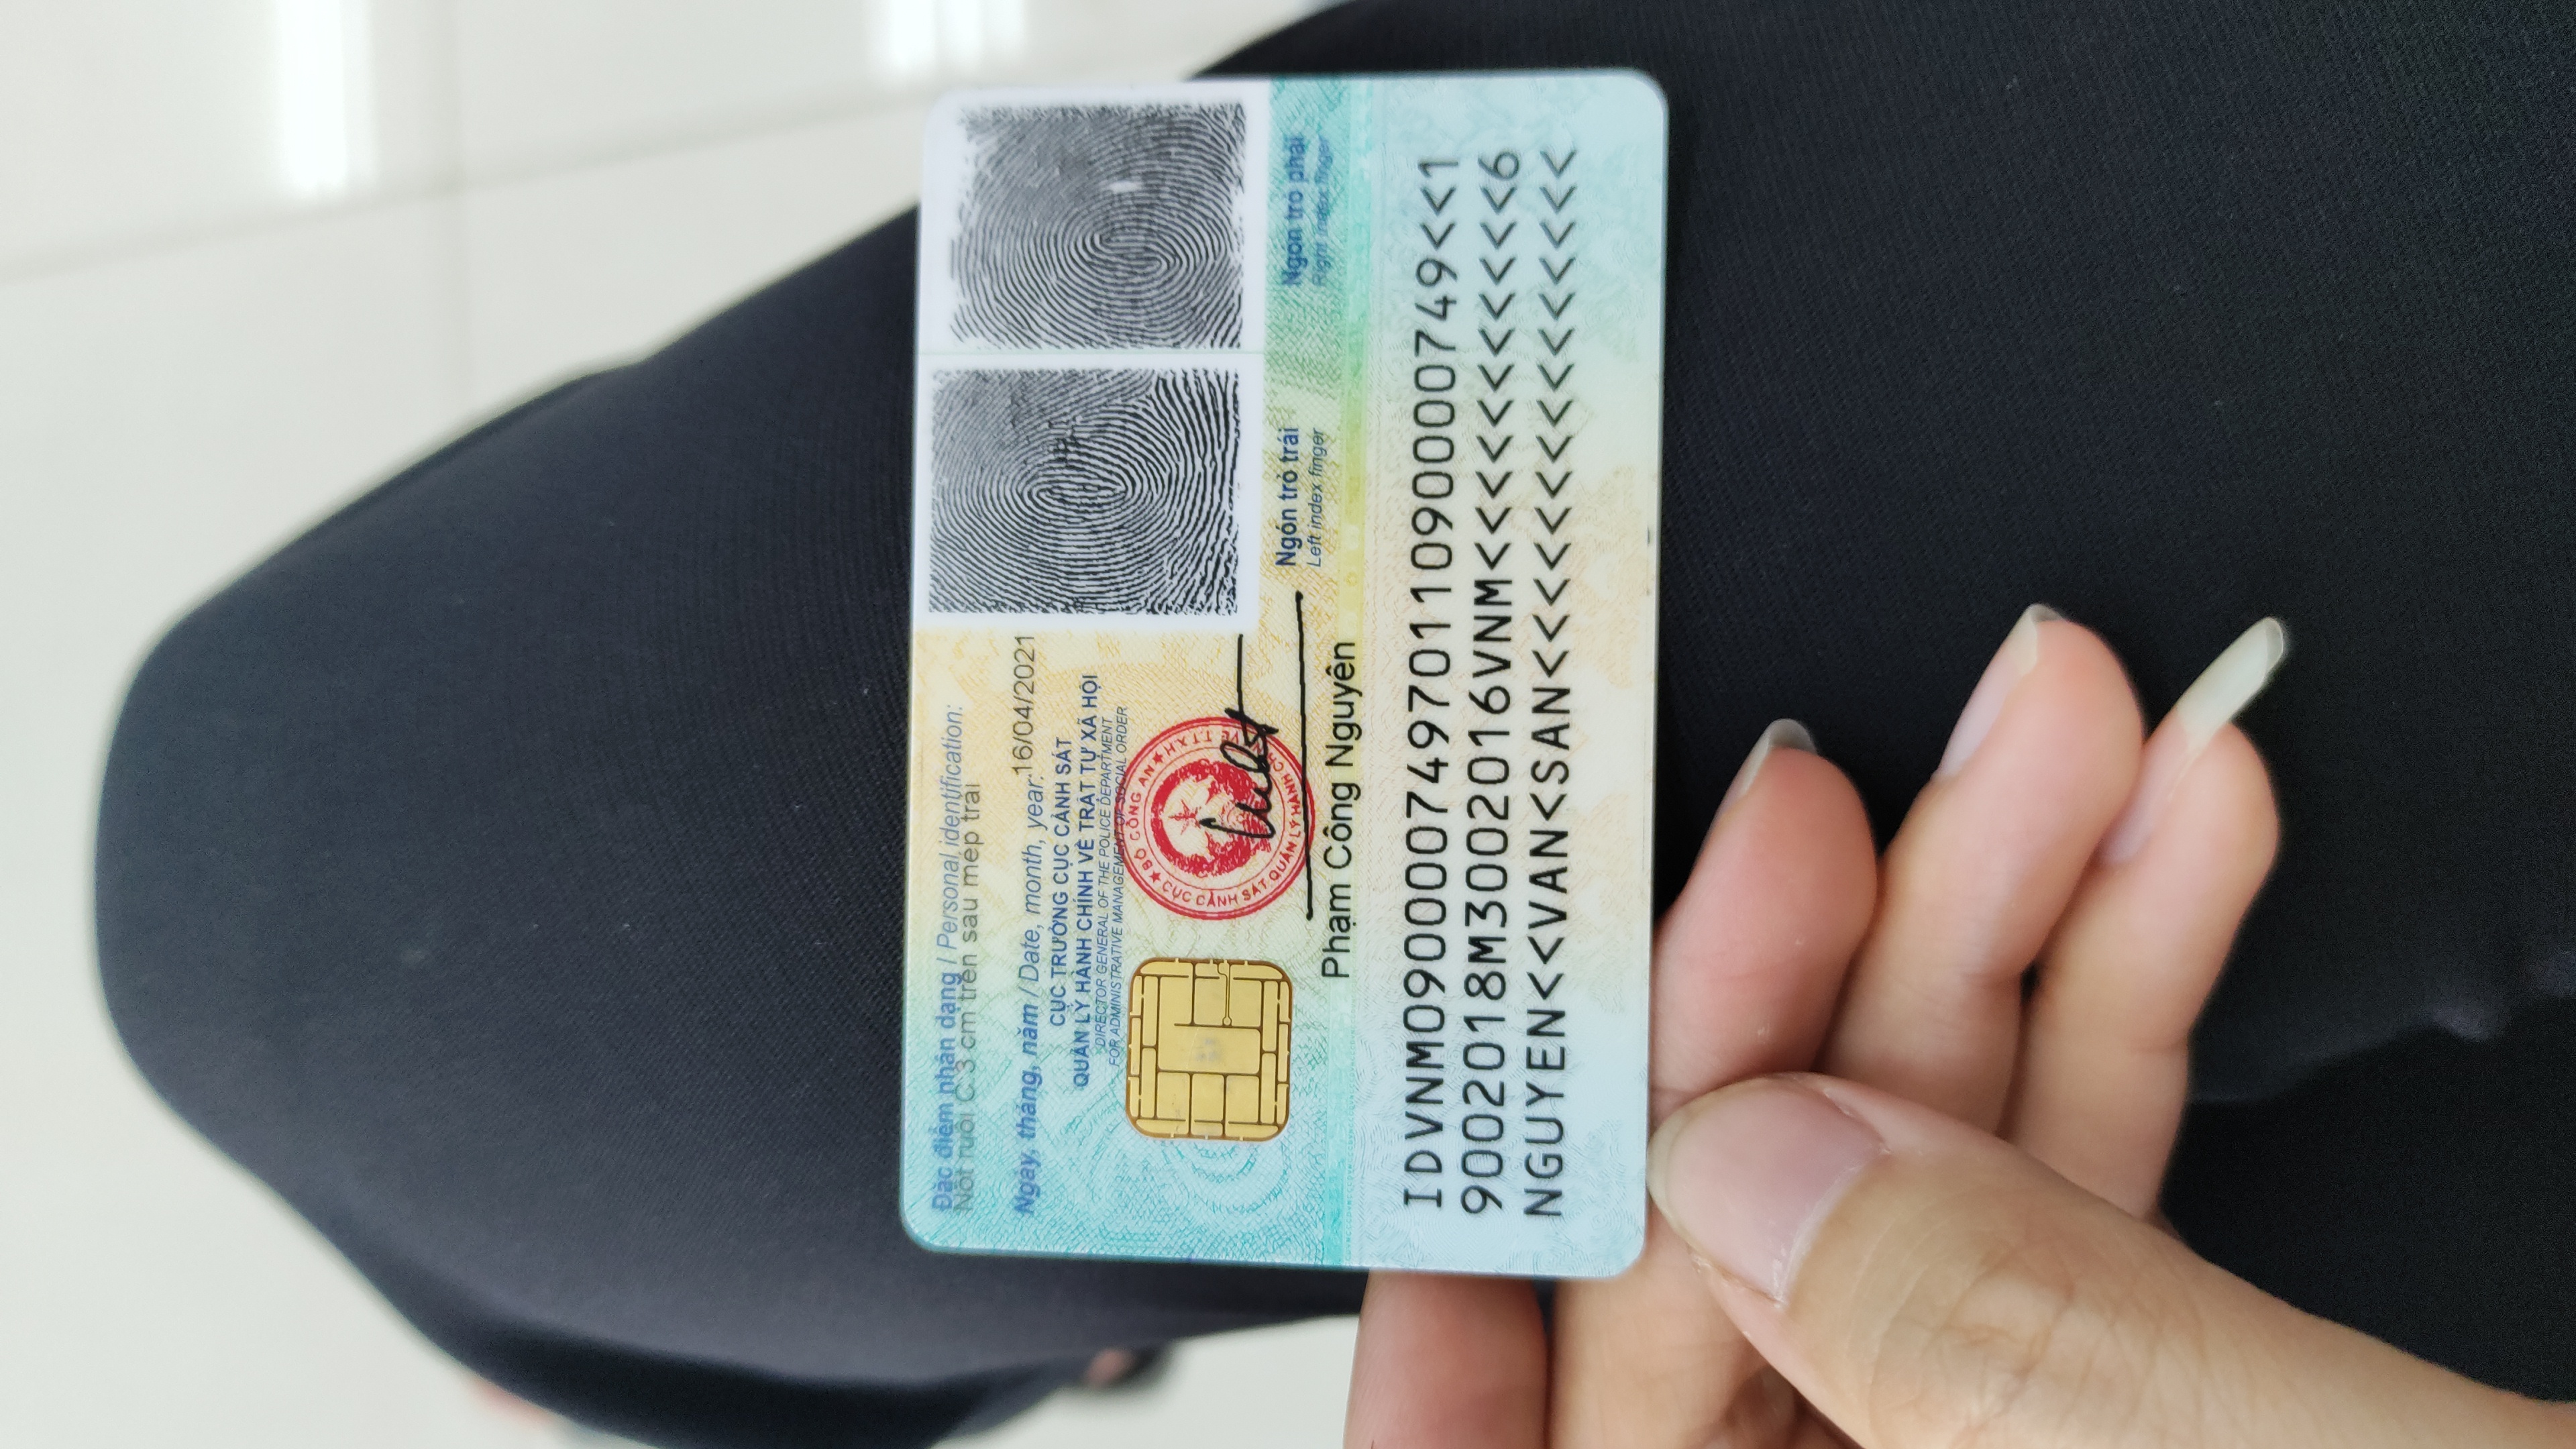 Đặc điểm nhân dạng / Personal identification:
Nốt ruồi C:3 cm trên sau mép trái
Ngày, tháng, năm / Date, month, year: 16/04/2021
CỤC TRƯỞNG CỤC CẢNH SÁT
QUẢN LÝ HÀNH CHÍNH VỀ TRẬT TỰ XÃ HỘI
DIRECTOR GENERAL OF THE POLICE DEPARTMENT
FOR ADMINISTRATIVE MANAGEMENT OF SOCIAL ORDER
BỘ CÔNG AN
CỤC CẢNH SÁT QUẢN LÝ HÀNH
Phạm Công Nguyên
Ngón trỏ trái
Left index finger
Ngón trỏ phải
Right index finger
IDVNM0900007497011090000749<<1
9002018M3002016VNM<<<<<<<<<<<6
NGUYEN<<VAN<SAN<<<<<<<<<<<<<<<